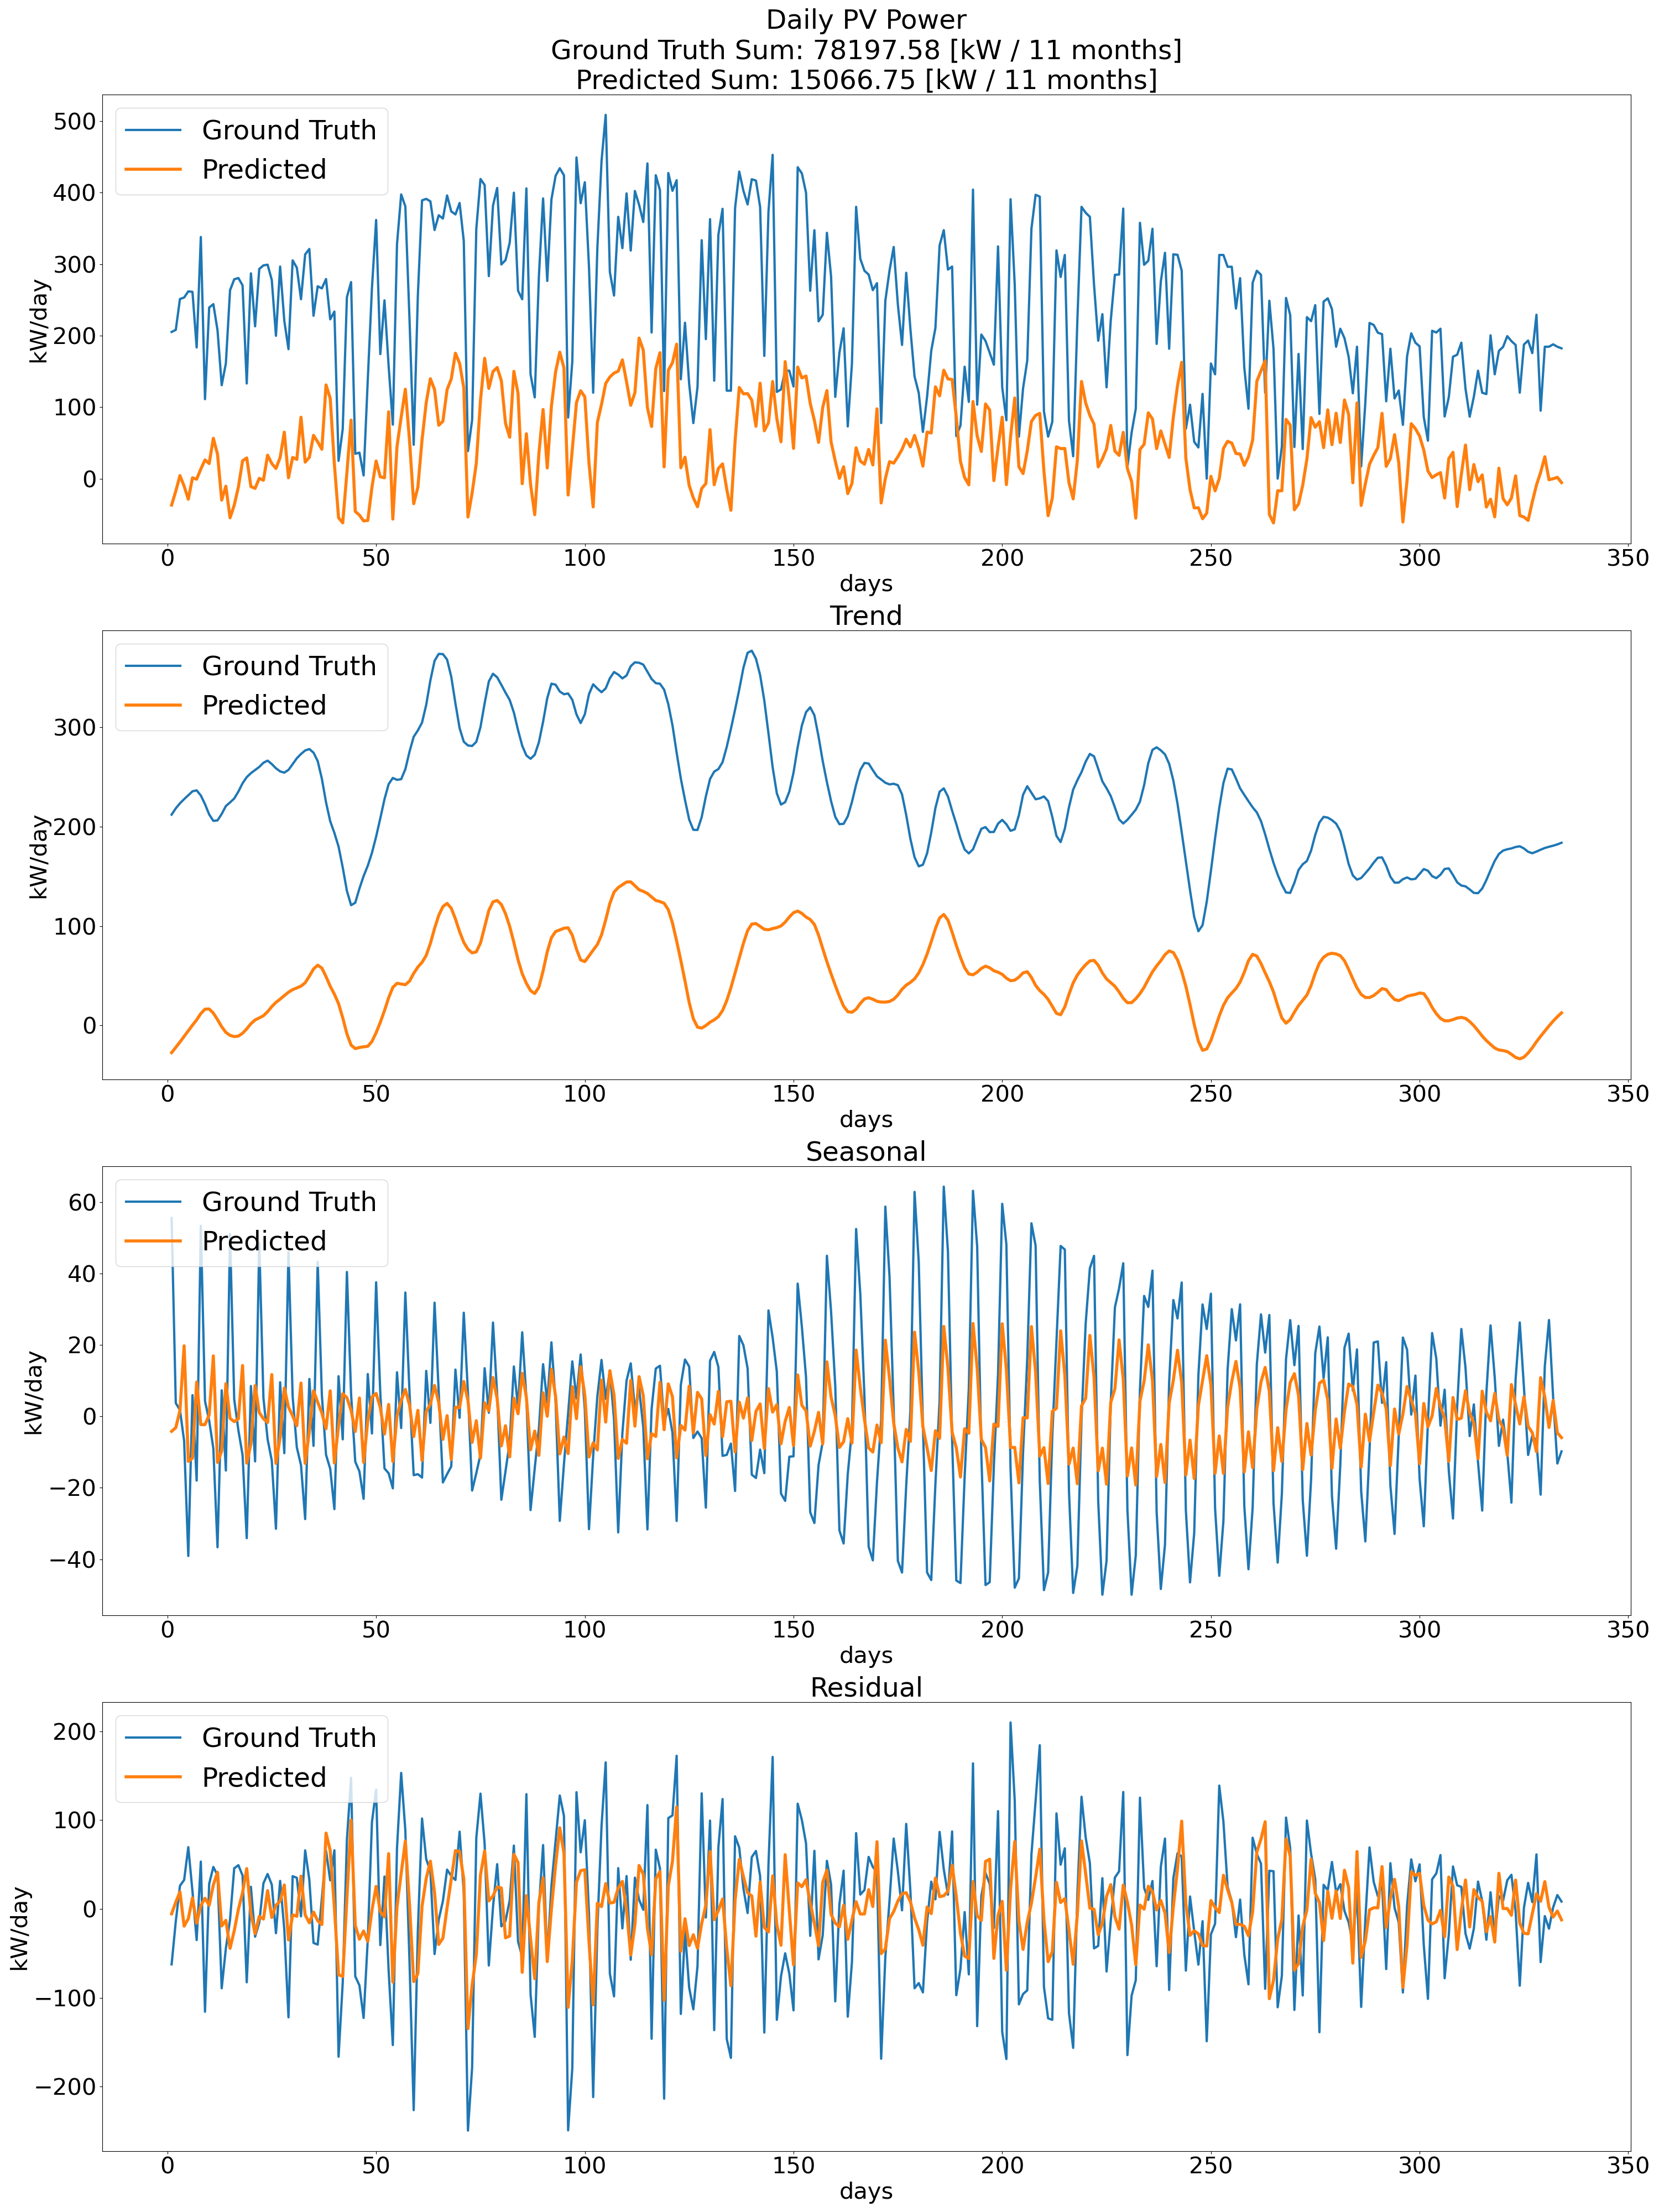 Daily PV Power
Ground Truth Sum: 78197.58 [kW / 11 months]
Predicted Sum: 15066.75 [kW / 11 months]
Ground Truth
Predicted
kW/day
500
400
300
200
100
0
0 50 100 150 200 250 300 350
days
Trend
Ground Truth
Predicted
kW/day
300
200
100
0
0 50 100 150 200 250 300 350
days
Seasonal
Ground Truth
Predicted
kW/day
60
40
20
0
−20
−40
0 50 100 150 200 250 300 350
days
Residual
Ground Truth
Predicted
kW/day
200
100
0
−100
−200
0 50 100 150 200 250 300 350
days